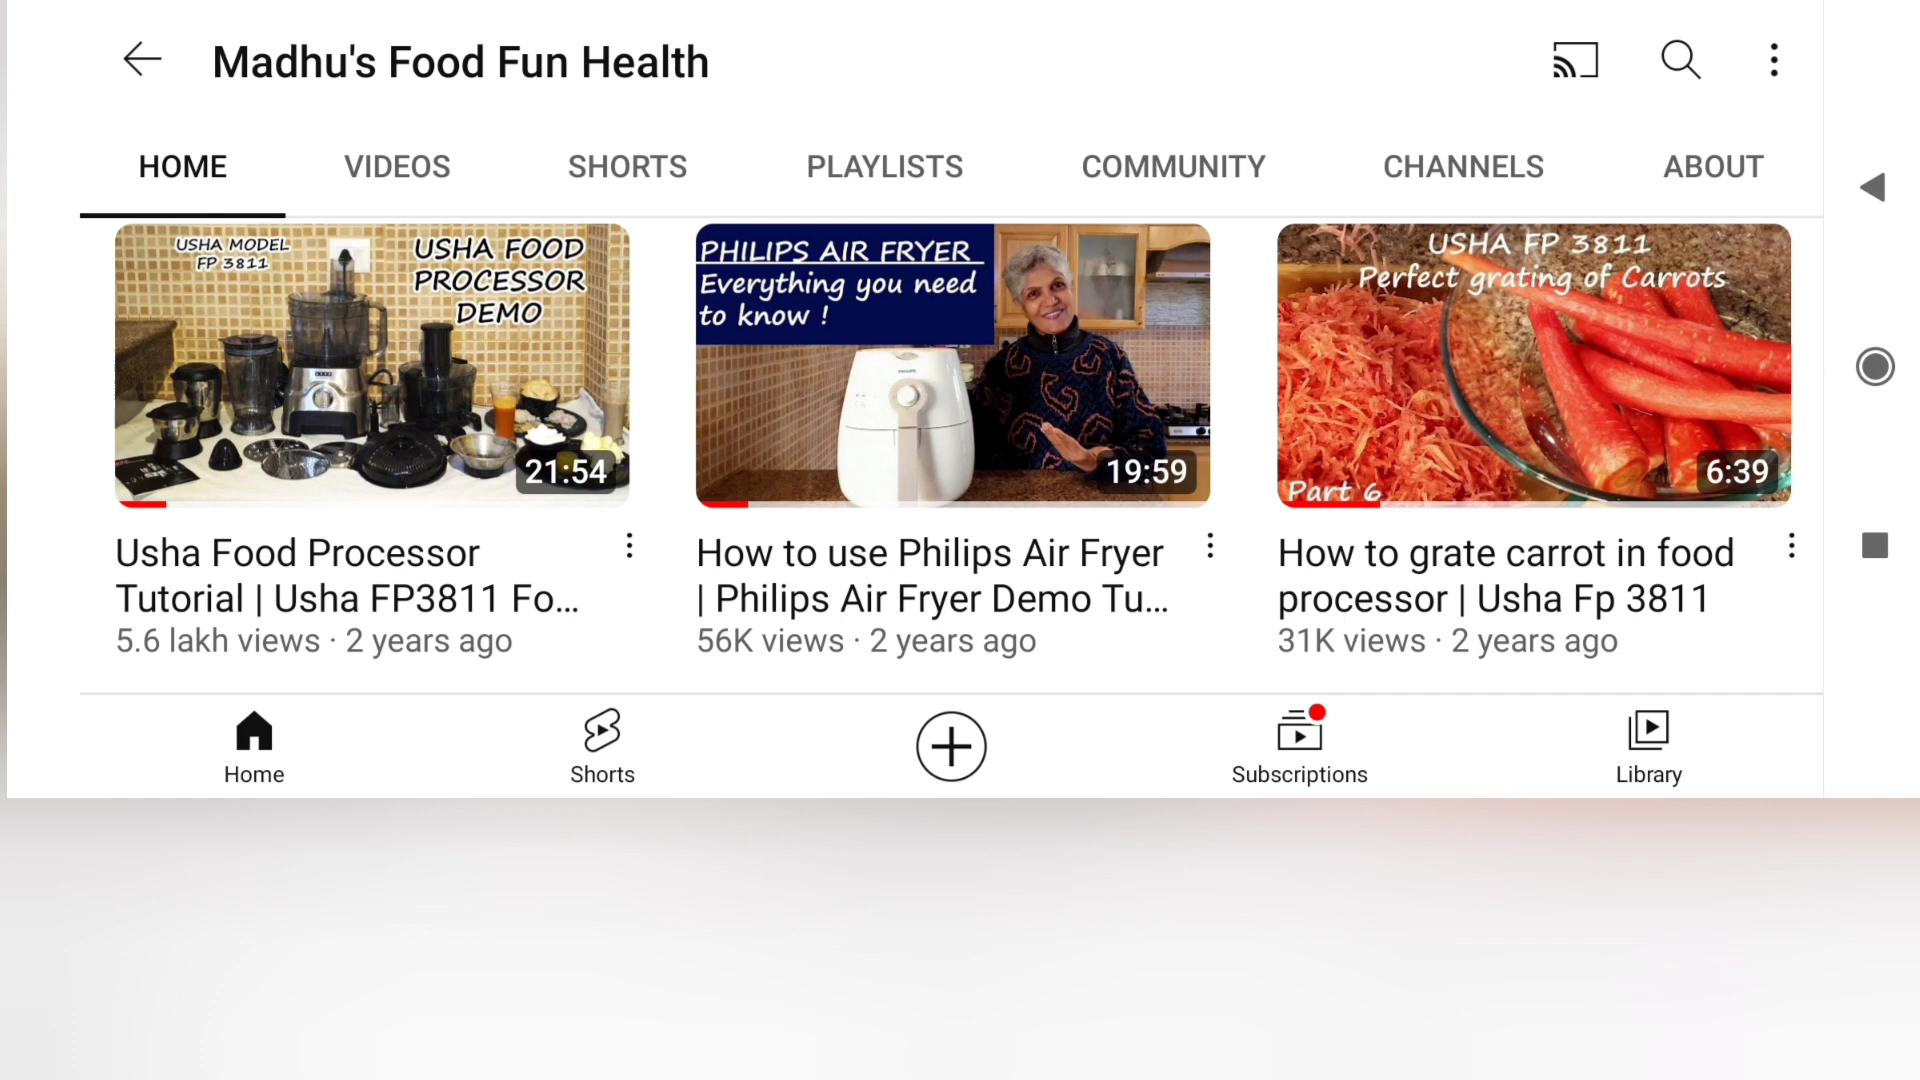 Madhu's Food Fun Health
HOME VIDEOS SHORTS PLAYLISTS COMMUNITY CHANNELS ABOUT
USHA MODEL
FP 3811
USHA FOOD
PROCESSOR
DEMO
21:54
PHILIPS AIR FRYER
Everything you need
to know !
PHILIPS
19:59
USHA FP 3811
Perfect grating of Carrots
Part 6
6:39
Usha Food Processor
Tutorial | Usha FP3811 Fo...
5.6 lakh views · 2 years ago
How to use Philips Air Fryer
| Philips Air Fryer Demo Tu...
56K views · 2 years ago
How to grate carrot in food
processor | Usha Fp 3811
31K views · 2 years ago
Home Shorts Subscriptions Library